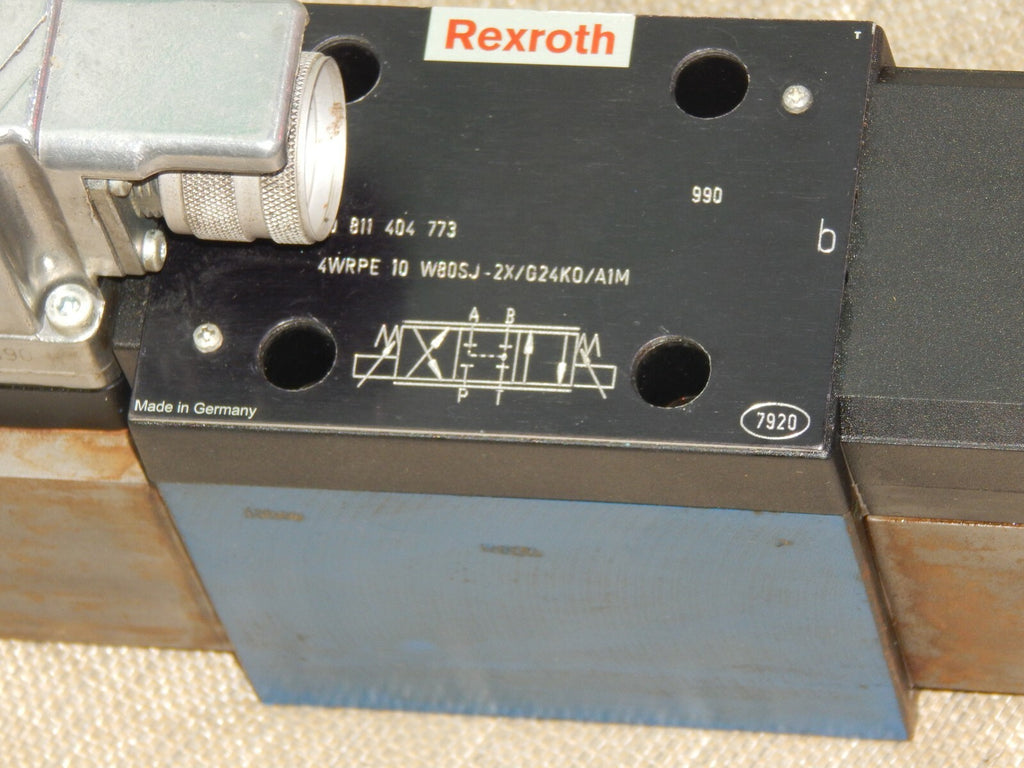 Rexroth
T
990
811 404 773
b
4WRPE 10 W80SJ-2X/G24K0/A1M
A B
P T
Made in Germany
7920